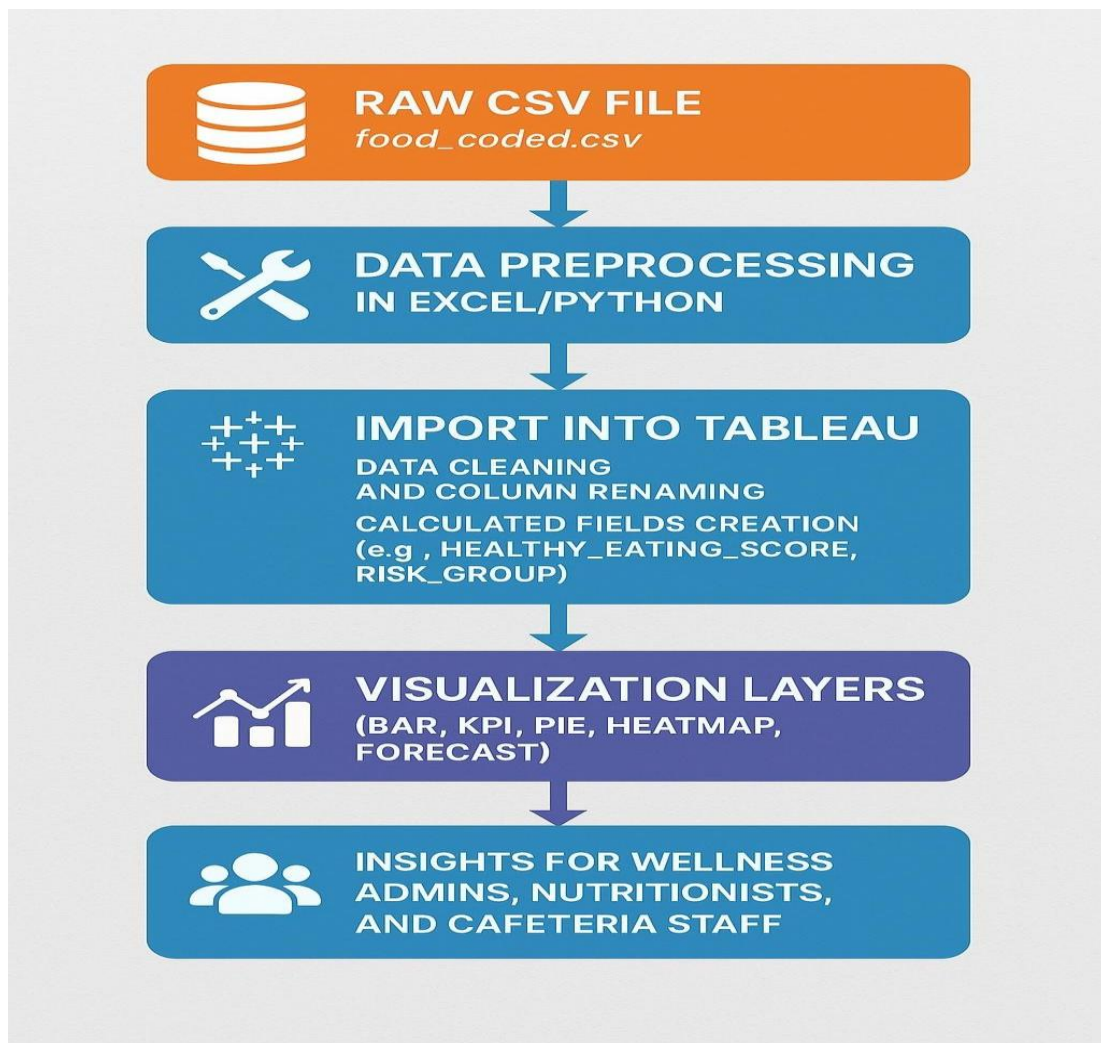 RAW CSV FILE
food_coded.csv
DATA PREPROCESSING
IN EXCEL/PYTHON
IMPORT INTO TABLEAU
DATA CLEANING
AND COLUMN RENAMING
CALCULATED FIELDS CREATION
(e.g , HEALTHY_EATING_SCORE,
RISK_GROUP)
VISUALIZATION LAYERS
(BAR, KPI, PIE, HEATMAP,
FORECAST)
INSIGHTS FOR WELLNESS
ADMINS, NUTRITIONISTS,
AND CAFETERIA STAFF